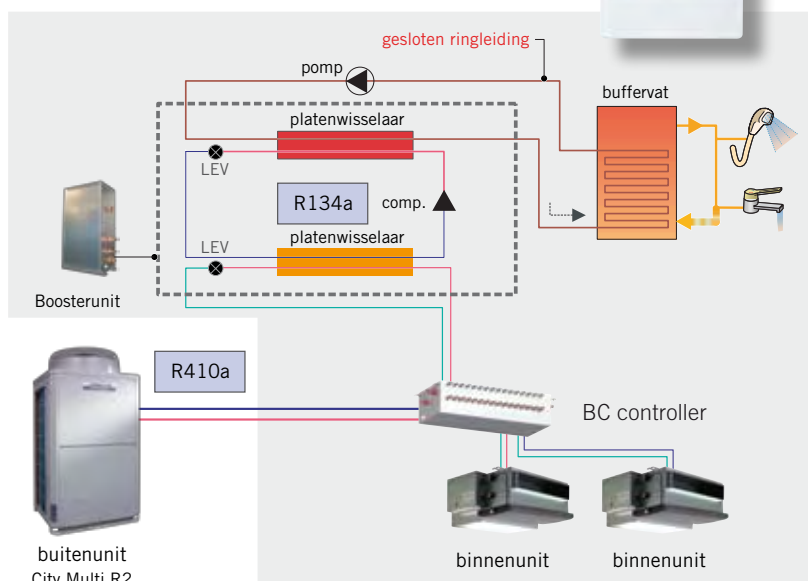 gesloten ringleiding
pomp
buffervat
platenwisselaar
LEV
R134a
comp.
platenwisselaar
LEV
Boosterunit
R410a
BC controller
buitenunit
City Multi R2
binnenunit
binnenunit